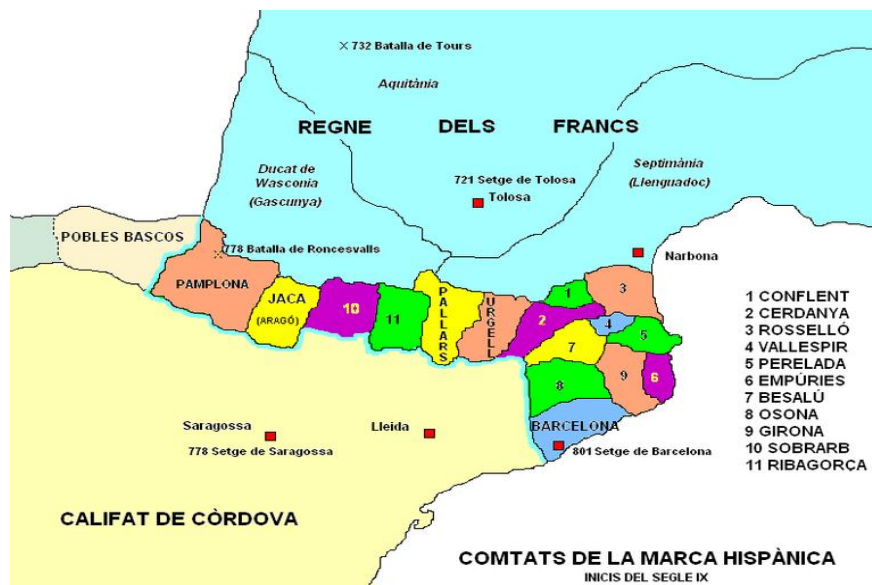 732 Batalla de Tours
Aquitània
REGNE DELS FRANCS
Ducat de
Wasconia
(Gascunya)
721 Setge de Tolosa
Tolosa
Septimània
(Llenguadoc)
POBLES BASCOS
778 Batalla de Roncesvalls
Narbona
PAMPLONA
JACA
(ARAGÓ)
10
11
PALLARS
URGELL
1
2
3
4
5
6
7
8
9
BARCELONA
Saragossa
778 Setge de Saragossa
Lleida
801 Setge de Barcelona
1 CONFLENT
2 CERDANYA
3 ROSSELLÓ
4 VALLESPIR
5 PERELADA
6 EMPÚRIES
7 BESALÚ
8 OSONA
9 GIRONA
10 SOBRARB
11 RIBAGORÇA
CALIFAT DE CÒRDOVA
COMTATS DE LA MARCA HISPÀNICA
INICIS DEL SEGLE IX